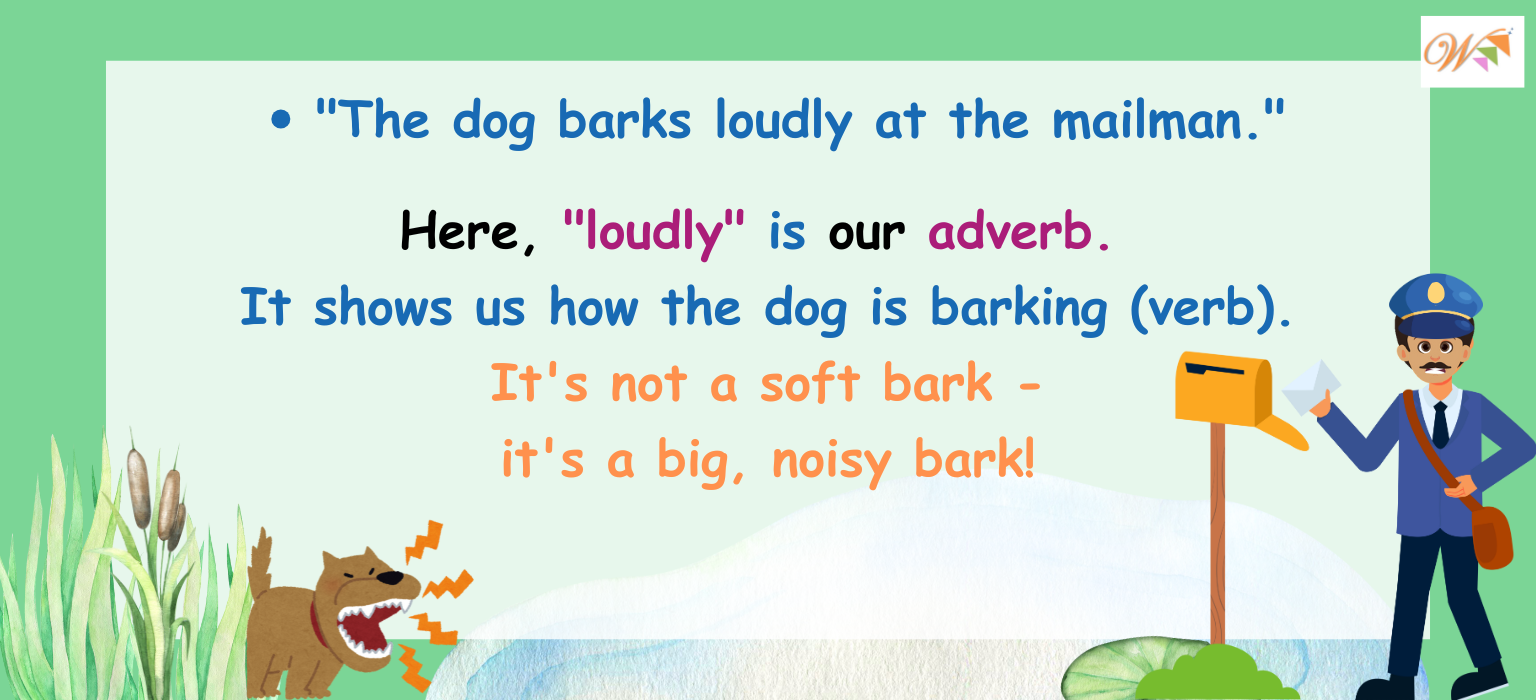 • "The dog barks loudly at the mailman."
Here, "loudly" is our adverb.
It shows us how the dog is barking (verb).
It's not a soft bark -
it's a big, noisy bark!
W